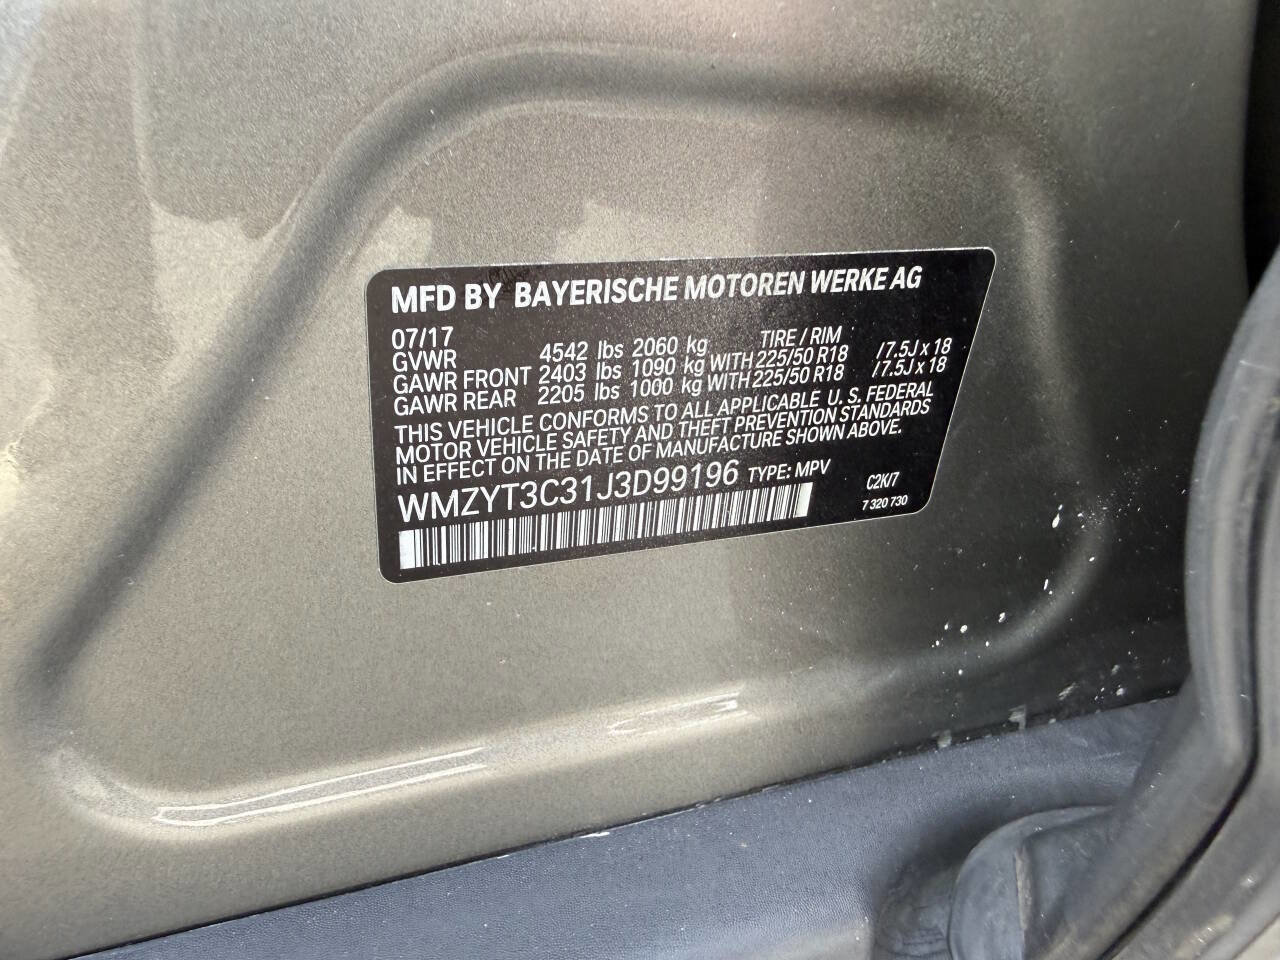 MFD BY BAYERISCHE MOTOREN WERKE AG
07/17 TIRE / RIM
GVWR 4542 lbs 2060 kg
GAWR FRONT 2403 lbs 1090 kg WITH 225/50 R18 /7.5J x 18
GAWR REAR 2205 lbs 1000 kg WITH 225/50 R18 /7.5J x 18
THIS VEHICLE CONFORMS TO ALL APPLICABLE U. S. FEDERAL
MOTOR VEHICLE SAFETY AND THEFT PREVENTION STANDARDS
IN EFFECT ON THE DATE OF MANUFACTURE SHOWN ABOVE.
WMZYT3C31J3D99196 TYPE: MPV
C2K/7
7 320 730